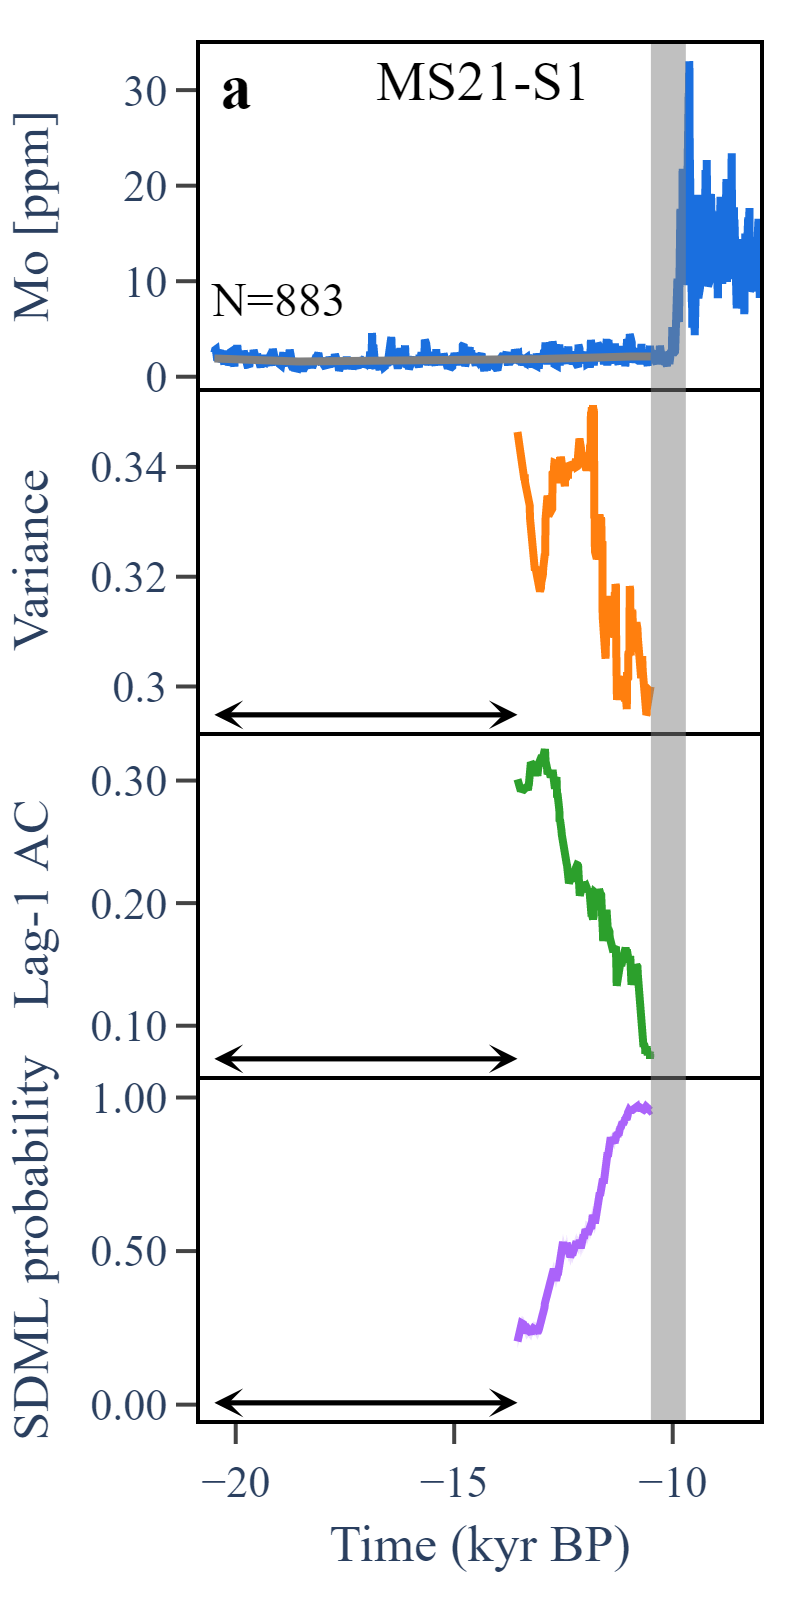 a
MS21-S1
Mo [ppm]
30
20
10
0
N=883
Variance
0.34
0.32
0.3
Lag-1 AC
0.30
0.20
0.10
SDML probability
1.00
0.50
0.00
−20
−15
−10
Time (kyr BP)